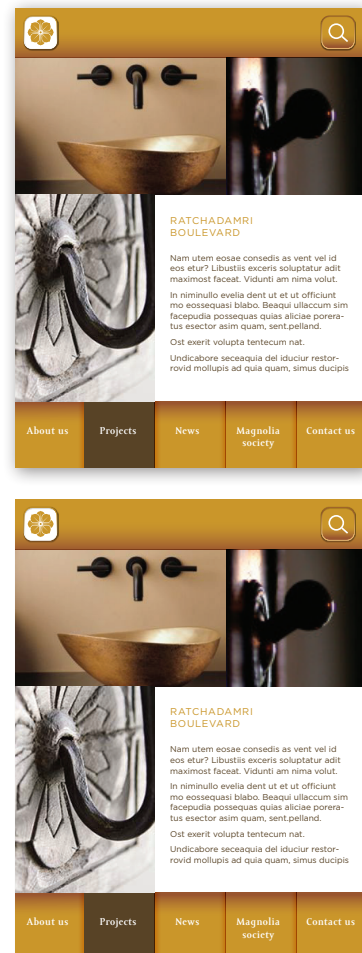 RATCHADAMRI
BOULEVARD
Nam utem eosae consedis as vent vel id
eos etur? Libustiis exceris soluptatur adit
maximost faceat. Vidunti am nima volut.
In niminullo evelia dent ut et ut officiunt
mo eossequasi blabo. Beaqui ullaccum sim
facepudia possequas quias aliciae porera-
tus esector asim quam, sent.pelland.
Ost exerit volupta tentecum nat.
Undicabore seceaquia del iduciur restor-
rovid mollupis ad quia quam, simus ducipis
About us
Projects
News
Magnolia
society
Contact us
RATCHADAMRI
BOULEVARD
Nam utem eosae consedis as vent vel id
eos etur? Libustiis exceris soluptatur adit
maximost faceat. Vidunti am nima volut.
In niminullo evelia dent ut et ut officiunt
mo eossequasi blabo. Beaqui ullaccum sim
facepudia possequas quias aliciae porera-
tus esector asim quam, sent.pelland.
Ost exerit volupta tentecum nat.
Undicabore seceaquia del iduciur restor-
rovid mollupis ad quia quam, simus ducipis
About us
Projects
News
Magnolia
society
Contact us